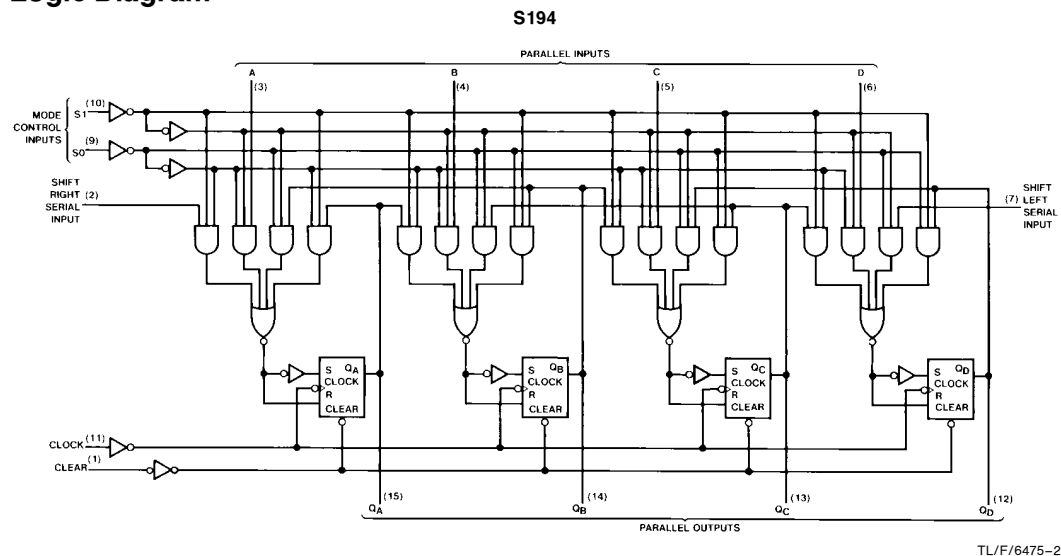 S194
PARALLEL INPUTS
A B C D
(3) (4) (5) (6)
MODE
CONTROL
INPUTS
S1 (10)
S0 (9)
SHIFT
RIGHT (2)
SERIAL
INPUT
SHIFT
(7) LEFT
SERIAL
INPUT
S QA
CLOCK
R
CLEAR
S QB
CLOCK
R
CLEAR
S QC
CLOCK
R
CLEAR
S QD
CLOCK
R
CLEAR
CLOCK (11)
CLEAR (1)
(15) (14) (13) (12)
QA QB QC QD
PARALLEL OUTPUTS
TL/F/6475–2